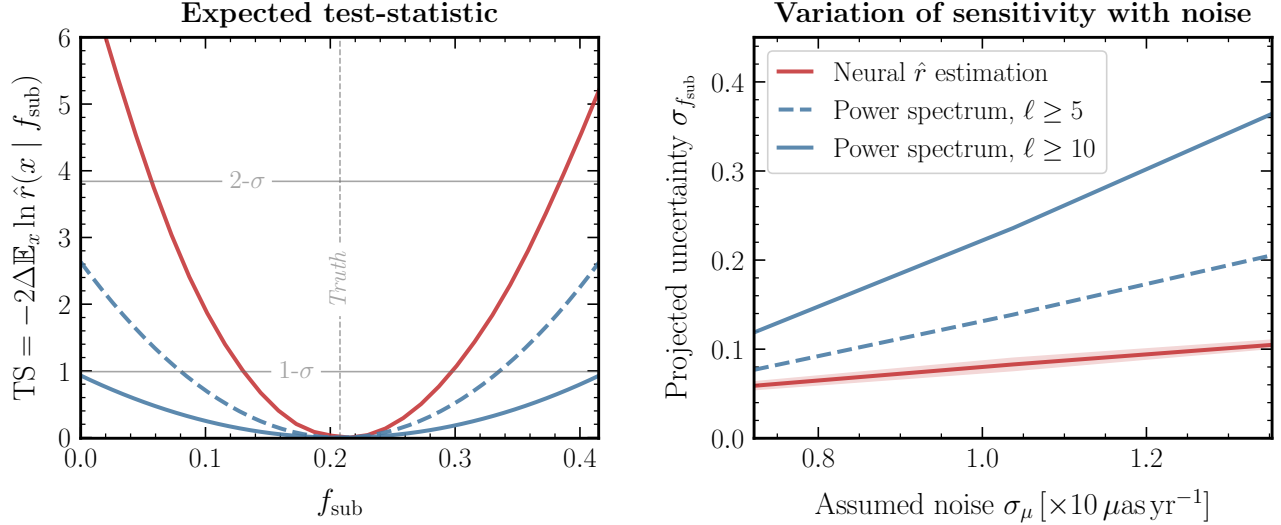 Expected test-statistic
TS = −2Δ𝔼ₓ ln r̂(x | f_sub)
6
5
4
3
2
1
0
2-σ
1-σ
Truth
0.0 0.1 0.2 0.3 0.4
f_sub
Variation of sensitivity with noise
Projected uncertainty σ_{f_sub}
0.4
0.3
0.2
0.1
0.0
Neural r̂ estimation
Power spectrum, ℓ ≥ 5
Power spectrum, ℓ ≥ 10
0.8 1.0 1.2
Assumed noise σ_μ [×10 μas yr⁻¹]